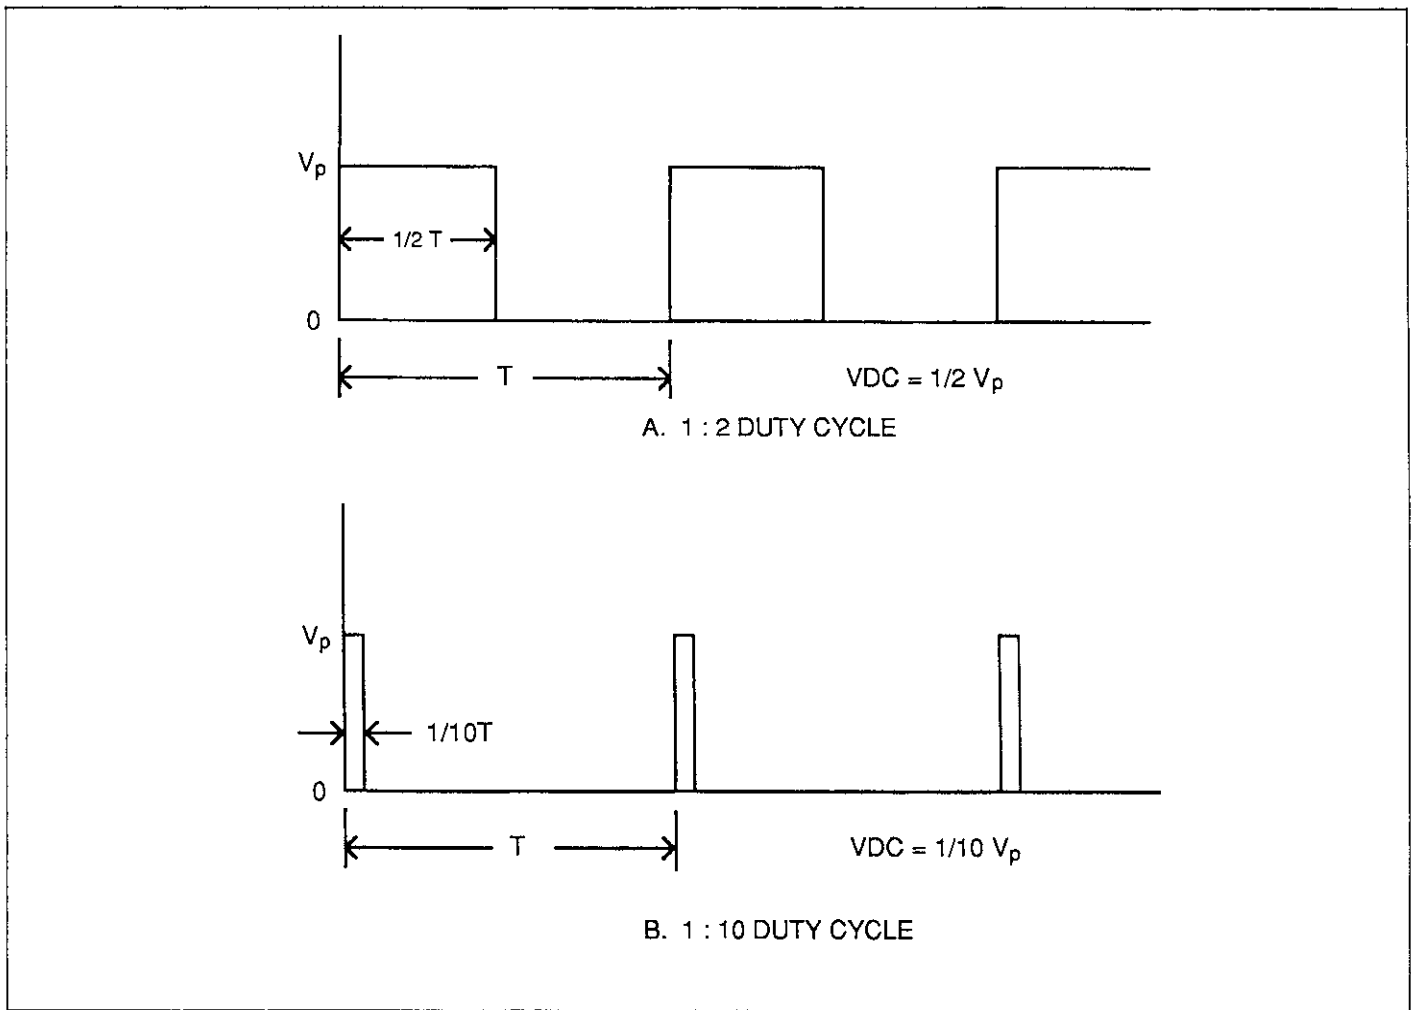 Vp
1/2 T
0
T
VDC = 1/2 Vp
A. 1 : 2 DUTY CYCLE
Vp
1/10T
0
T
VDC = 1/10 Vp
B. 1 : 10 DUTY CYCLE